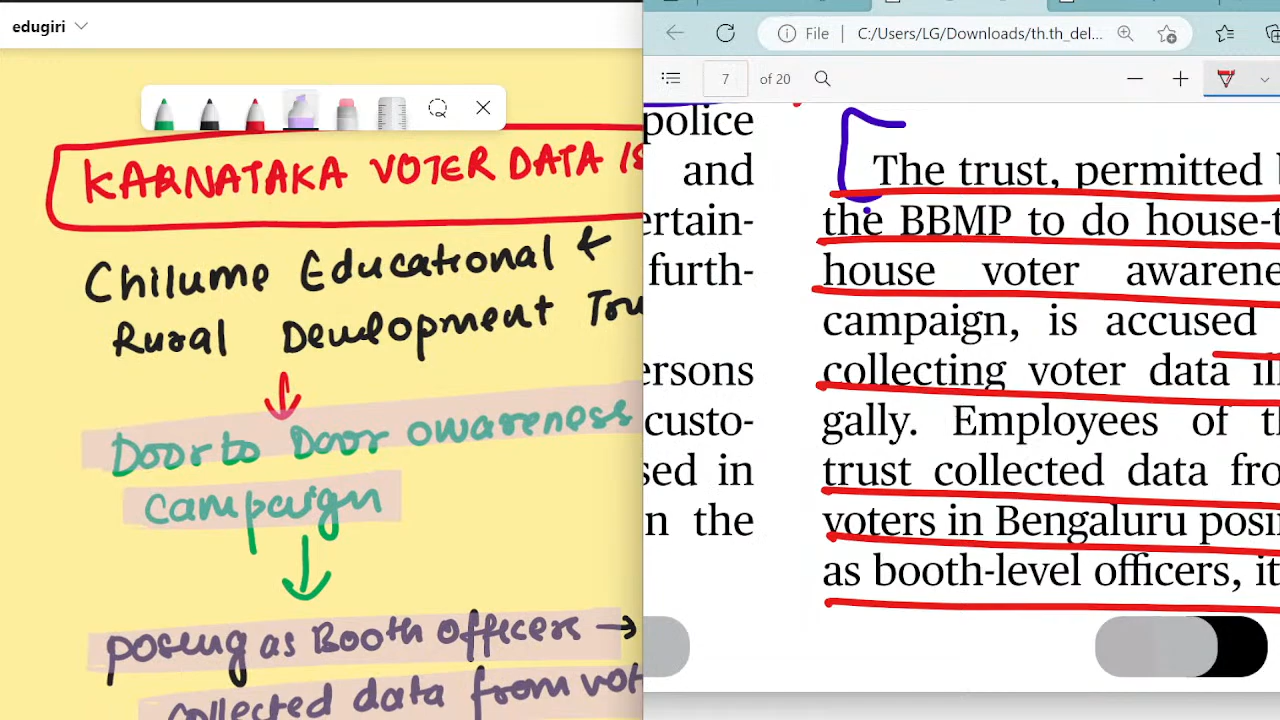 edugiri
File
C:/Users/LG/Downloads/th.th_del...
7
of 20
KARNATAKA VOTER DATA IS
Chilume Educational ←
Rural Development Tru
↓
Door to Door awareness
campaign
↓
posing as Booth officers →
collected data from vot
police
and
ertain-
furth-
ersons
custo-
sed in
n the
The trust, permitted b
the BBMP to do house-t
house voter awarene
campaign, is accused
collecting voter data ill
gally. Employees of th
trust collected data fro
voters in Bengaluru posin
as booth-level officers, it